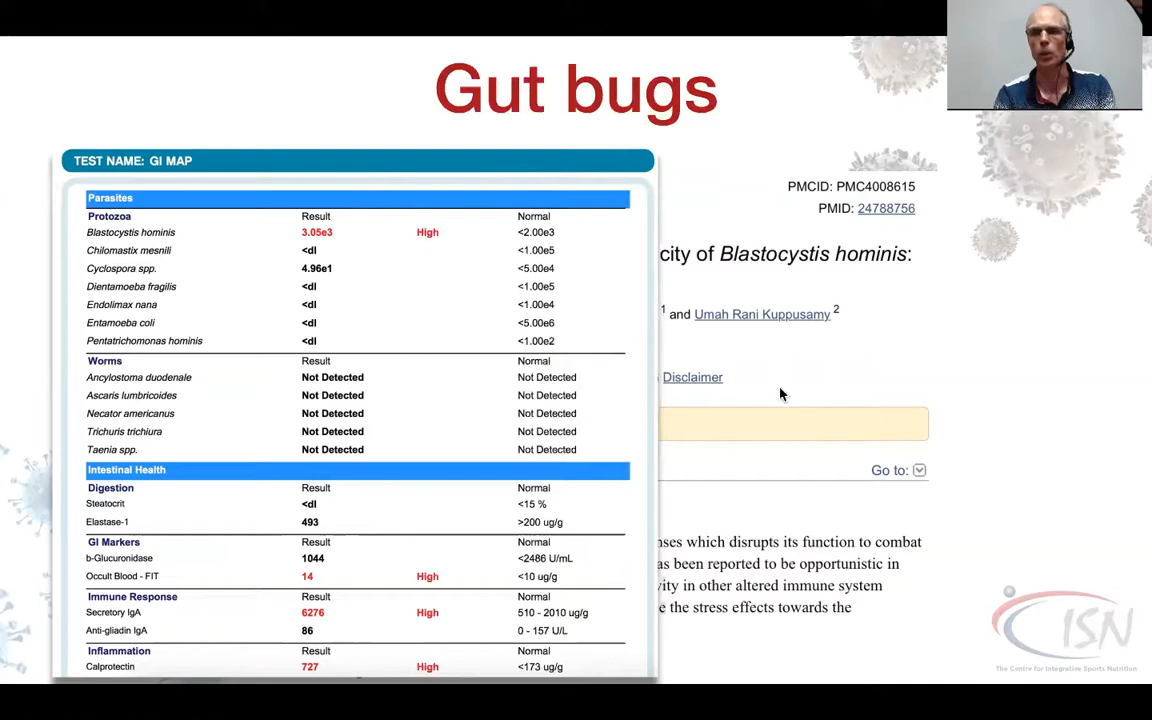 Gut bugs
TEST NAME: GI MAP
Parasites
Protozoa Result Normal
Blastocystis hominis 3.05e3 High <2.00e3
Chilomastix mesnili <dl <1.00e5
Cyclospora spp. 4.96e1 <5.00e4
Dientamoeba fragilis <dl <1.00e5
Endolimax nana <dl <1.00e4
Entamoeba coli <dl <5.00e6
Pentatrichomonas hominis <dl <1.00e2
Worms Result Normal
Ancylostoma duodenale Not Detected Not Detected
Ascaris lumbricoides Not Detected Not Detected
Necator americanus Not Detected Not Detected
Trichuris trichiura Not Detected Not Detected
Taenia spp. Not Detected Not Detected
Intestinal Health
Digestion Result Normal
Steatocrit <dl <15 %
Elastase-1 493 >200 ug/g
GI Markers Result Normal
b-Glucuronidase 1044 <2486 U/mL
Occult Blood - FIT 14 High <10 ug/g
Immune Response Result Normal
Secretory IgA 6276 High 510 - 2010 ug/g
Anti-gliadin IgA 86 0 - 157 U/L
Inflammation Result Normal
Calprotectin 727 High <173 ug/g
PMCID: PMC4008615
PMID: 24788756
city of Blastocystis hominis:
1 and Umah Rani Kuppusamy 2
Disclaimer
Go to:
nses which disrupts its function to combat
as been reported to be opportunistic in
vity in other altered immune system
e the stress effects towards the
ISN
The Centre for Integrative Sports Nutrition